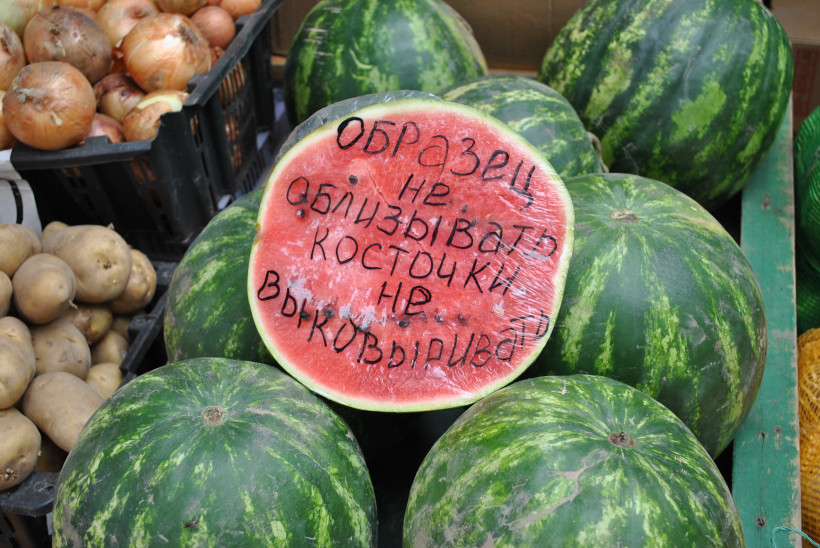 ОБРАЗЕЦ
НЕ
ОБЛИЗЫВАТЬ
КОСТОЧКИ
НЕ
ВЫКОВЫРИВАТЬ